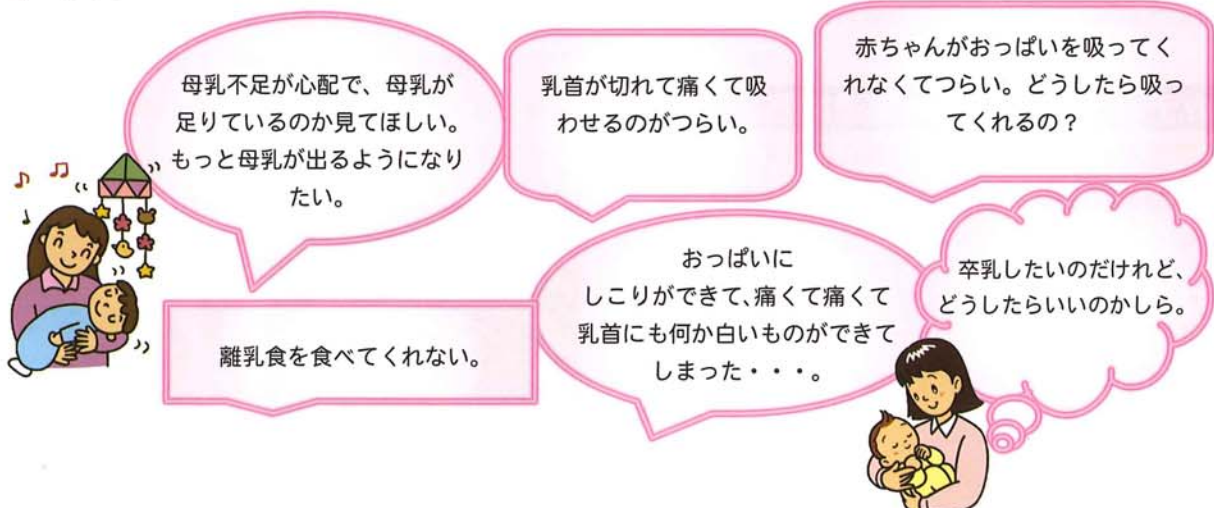 母乳不足が心配で、母乳が
足りているのか見てほしい。
もっと母乳が出るようになり
たい。
乳首が切れて痛くて吸
わせるのがつらい。
赤ちゃんがおっぱいを吸ってく
れなくてつらい。どうしたら吸っ
てくれるの？
離乳食を食べてくれない。
おっぱいに
しこりができて、痛くて痛くて
乳首にも何か白いものができて
しまった・・・。
卒乳したいのだけれど、
どうしたらいいのかしら。